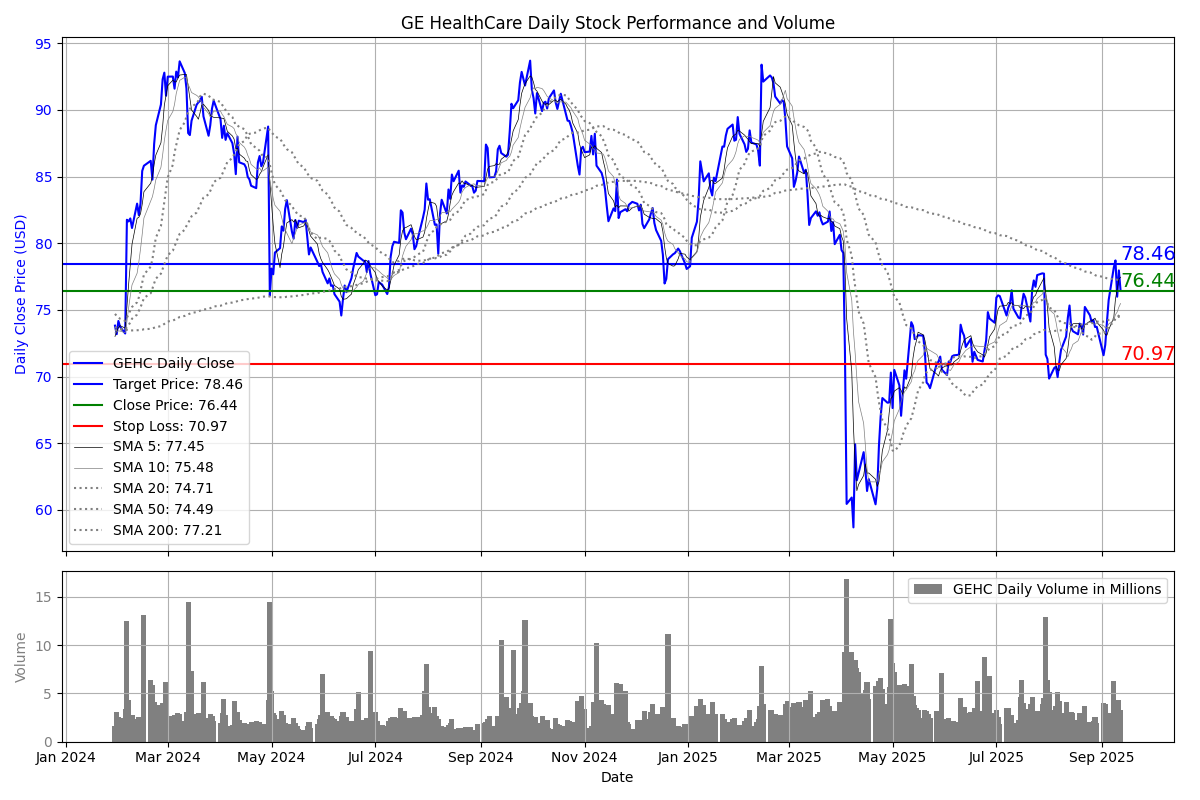 GE HealthCare Daily Stock Performance and Volume
Daily Close Price (USD)
95
90
85
80
75
70
65
60
78.46
76.44
70.97
GEHC Daily Close
Target Price: 78.46
Close Price: 76.44
Stop Loss: 70.97
SMA 5: 77.45
SMA 10: 75.48
SMA 20: 74.71
SMA 50: 74.49
SMA 200: 77.21
Volume
15
10
5
0
GEHC Daily Volume in Millions
Jan 2024
Mar 2024
May 2024
Jul 2024
Sep 2024
Nov 2024
Jan 2025
Mar 2025
May 2025
Jul 2025
Sep 2025
Date